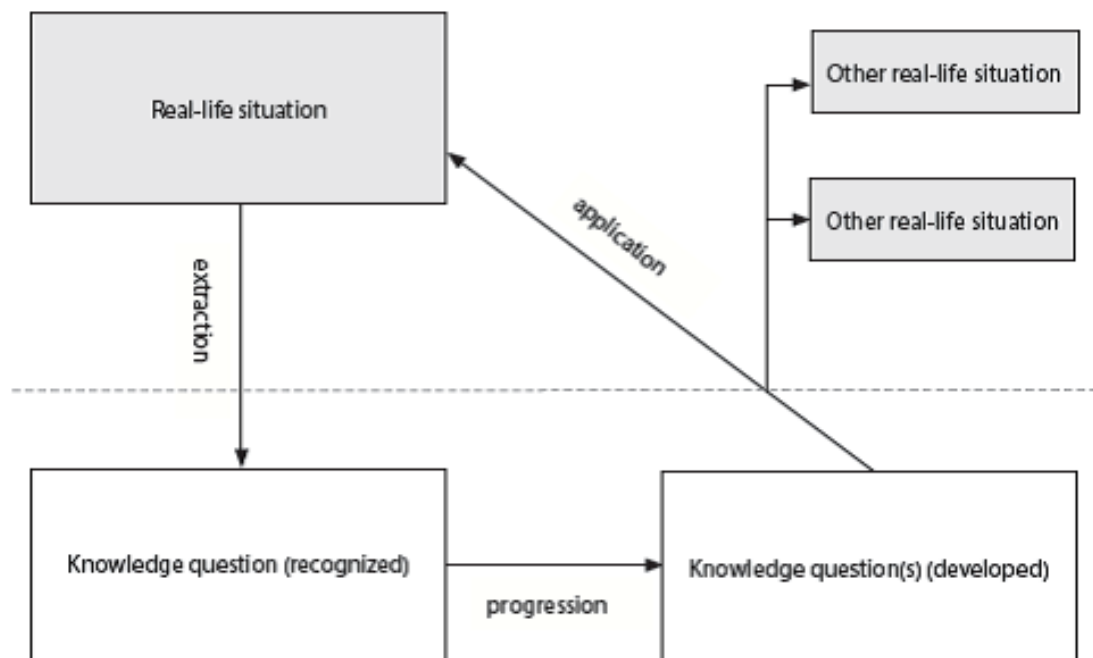 Real-life situation
Other real-life situation
Other real-life situation
application
extraction
Knowledge question (recognized)
progression
Knowledge question(s) (developed)